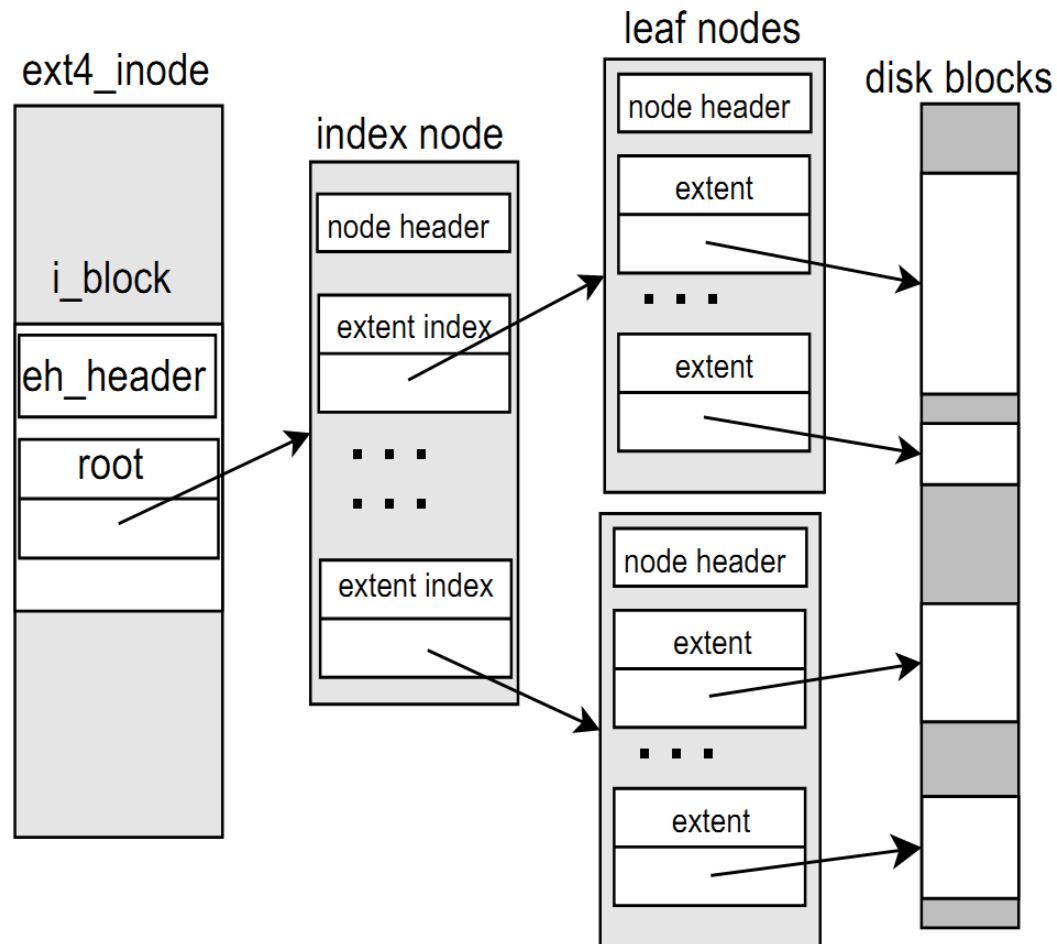 ext4_inode
i_block
eh_header
root
index node
node header
extent index
. . .
. . .
extent index
leaf nodes
node header
extent
. . .
extent
node header
extent
. . .
extent
disk blocks